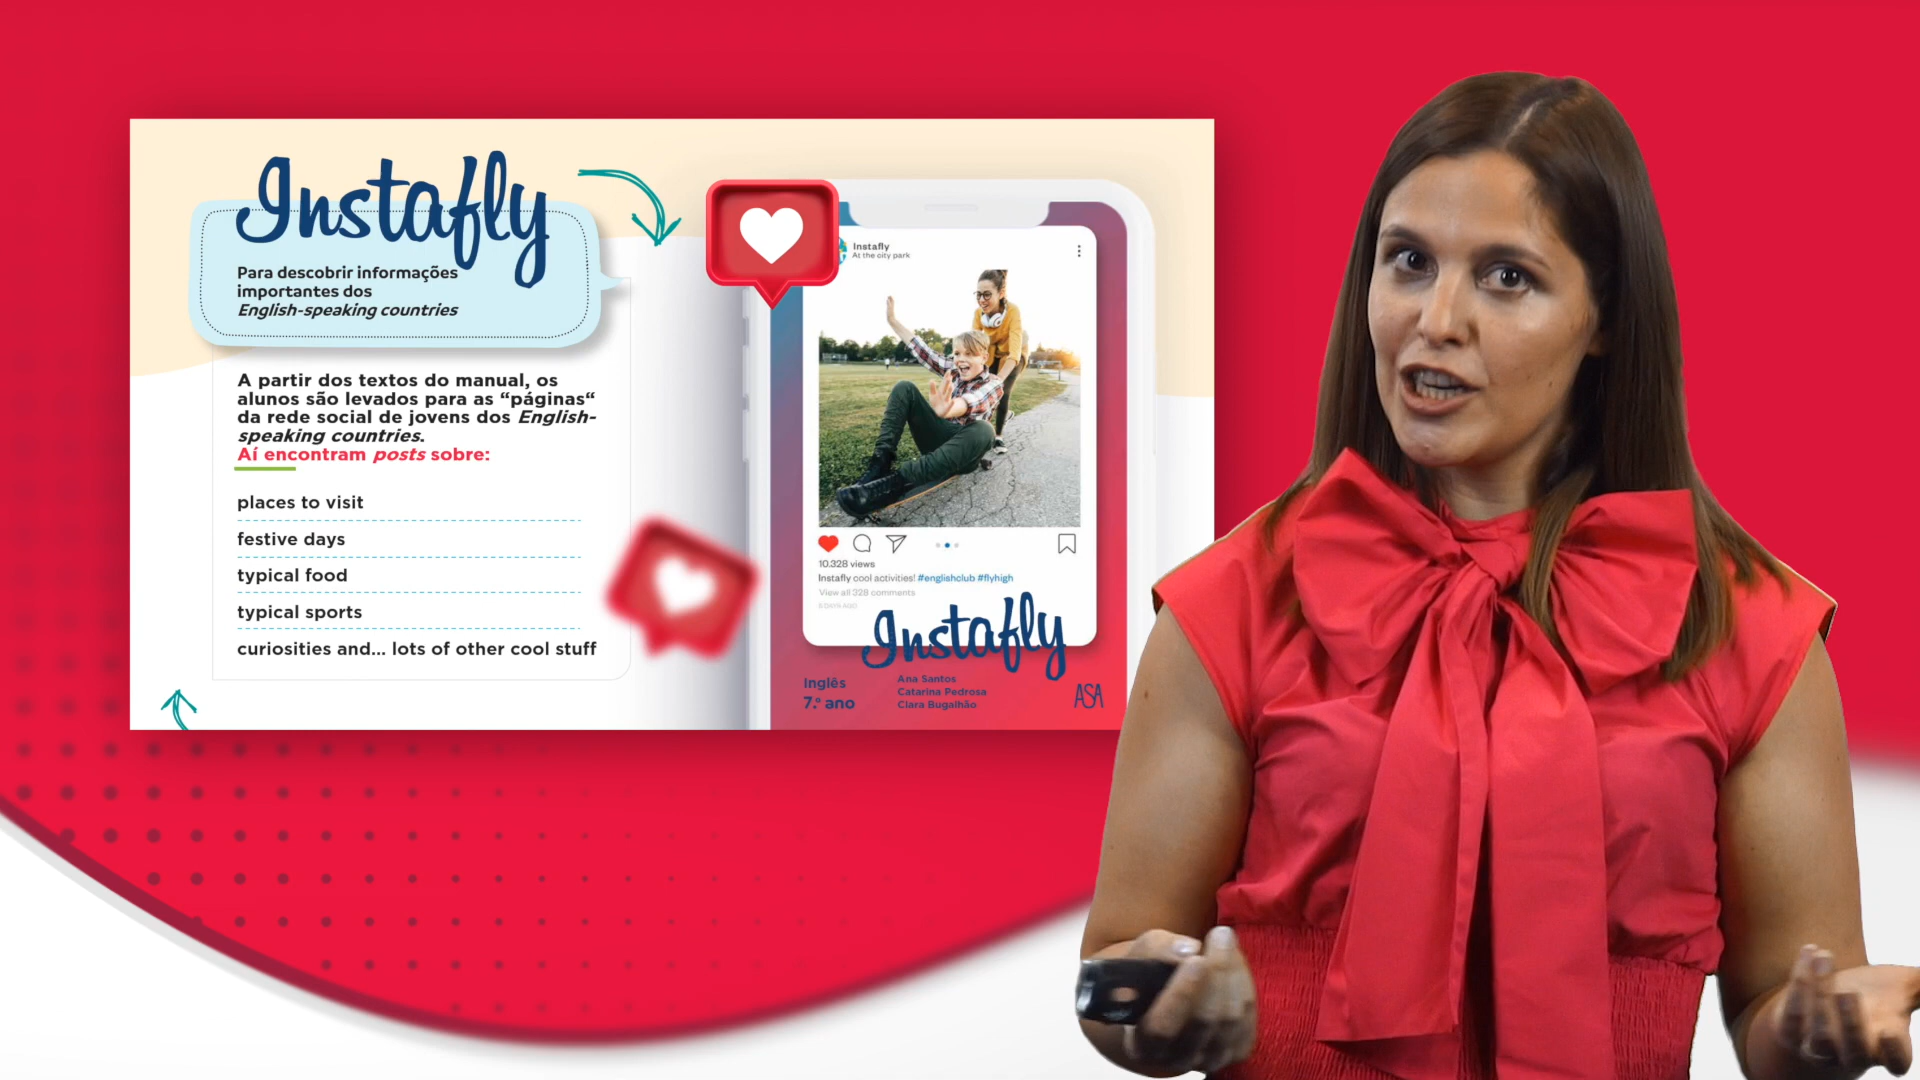 Instafly
Para descobrir informações
importantes dos
English-speaking countries
A partir dos textos do manual, os
alunos são levados para as “páginas“
da rede social de jovens dos English-
speaking countries.
Aí encontram posts sobre:
places to visit
festive days
typical food
typical sports
curiosities and... lots of other cool stuff
Instafly
At the city park
10.328 views
Instafly cool activities! #englishclub #flyhigh
View all 328 comments
5 DAYS AGO
Instafly
Inglês
7.º ano
Ana Santos
Catarina Pedrosa
Clara Bugalhão
ASA